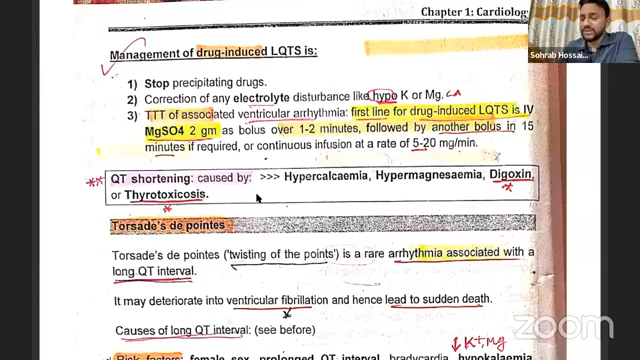 Chapter 1: Cardiology
Sohrab Hossai...
Management of drug-induced LQTS is:
1) Stop precipitating drugs.
2) Correction of any electrolyte disturbance like hypo K or Mg. CA
3) TTT of associated ventricular arrhythmia: first line for drug-induced LQTS is IV
MgSO4 2 gm as bolus over 1-2 minutes, followed by another bolus in 15
minutes if required, or continuous infusion at a rate of 5-20 mg/min.
** QT shortening: caused by: >>> Hypercalcaemia, Hypermagnesaemia, Digoxin,
or Thyrotoxicosis. *
*
Torsade's de pointes
Torsade's de pointes ('twisting of the points') is a rare arrhythmia associated with a
long QT interval.
It may deteriorate into ventricular fibrillation and hence lead to sudden death.
Causes of long QT interval: (see before)
↓ K+, Mg
Risk factors: female sex, prolonged QT interval, bradycardia, hypokalaemia,